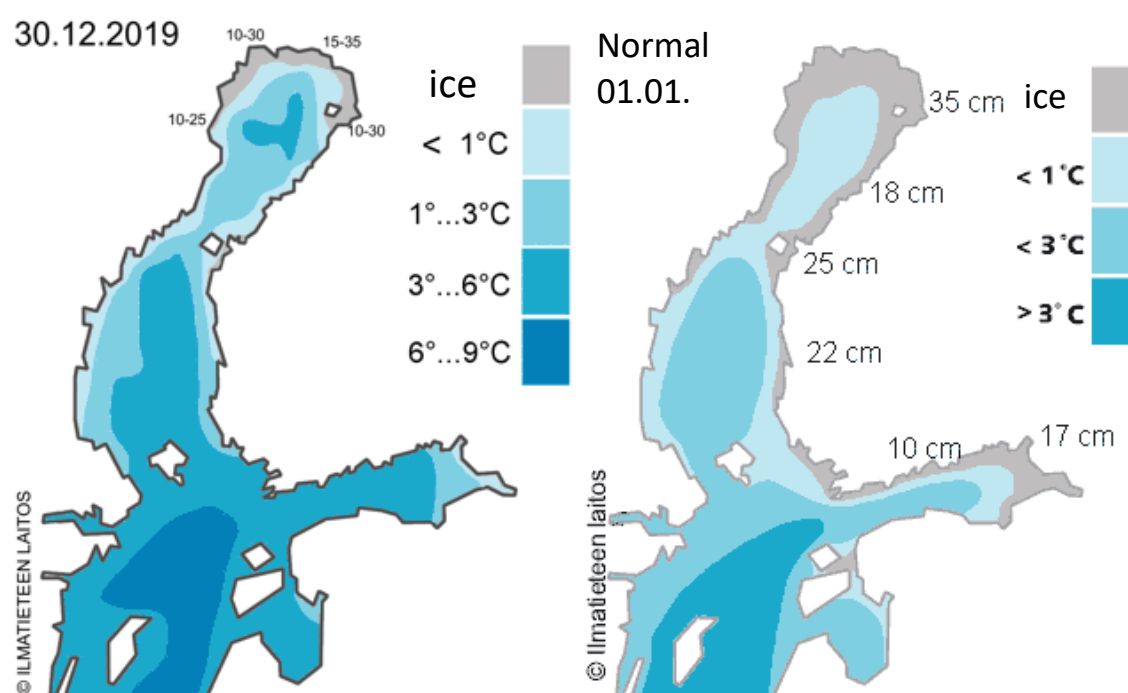 30.12.2019
10-30
15-35
10-25
10-30
ice
< 1°C
1°...3°C
3°...6°C
6°...9°C
© ILMATIETEEN LAITOS
Normal
01.01.
35 cm
18 cm
25 cm
22 cm
10 cm
17 cm
ice
< 1°C
< 3°C
> 3°C
© Ilmatieteen laitos